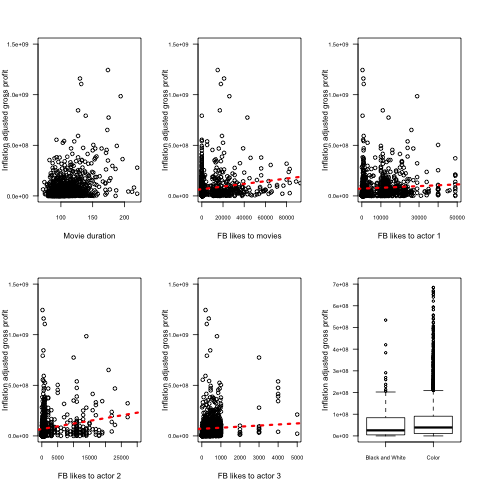 Inflation adjusted gross profit
1.5e+09
1.0e+09
5.0e+08
0.0e+00
100 150 200
Movie duration
Inflation adjusted gross profit
1.5e+09
1.0e+09
5.0e+08
0.0e+00
0 20000 40000 60000 80000
FB likes to movies
Inflation adjusted gross profit
1.5e+09
1.0e+09
5.0e+08
0.0e+00
0 10000 30000 50000
FB likes to actor 1
Inflation adjusted gross profit
1.5e+09
1.0e+09
5.0e+08
0.0e+00
0 5000 15000 25000
FB likes to actor 2
Inflation adjusted gross profit
1.5e+09
1.0e+09
5.0e+08
0.0e+00
0 1000 2000 3000 4000 5000
FB likes to actor 3
Inflation adjusted gross profit
7e+08
6e+08
5e+08
4e+08
3e+08
2e+08
1e+08
0e+00
Black and White Color